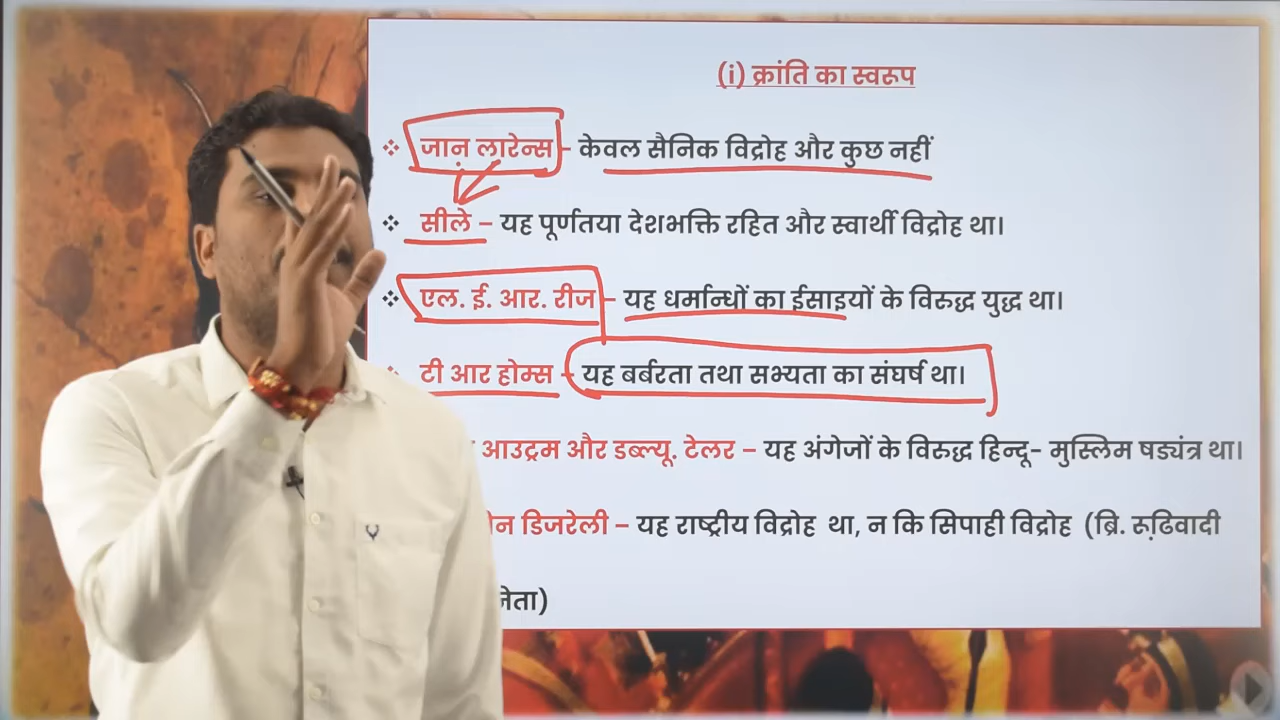 (i) क्रांति का स्वरूप
❖ जान लारेन्स – केवल सैनिक विद्रोह और कुछ नहीं
❖ सीले – यह पूर्णतया देशभक्ति रहित और स्वार्थी विद्रोह था।
❖ एल. ई. आर. रीज – यह धर्मान्धों का ईसाइयों के विरुद्ध युद्ध था।
टी आर होम्स – यह बर्बरता तथा सभ्यता का संघर्ष था।
आउट्रम और डब्ल्यू. टेलर – यह अंगेजों के विरुद्ध हिन्दू- मुस्लिम षड्यंत्र था।
डिजरेली – यह राष्ट्रीय विद्रोह था, न कि सिपाही विद्रोह (ब्रि. रूढि़वादी